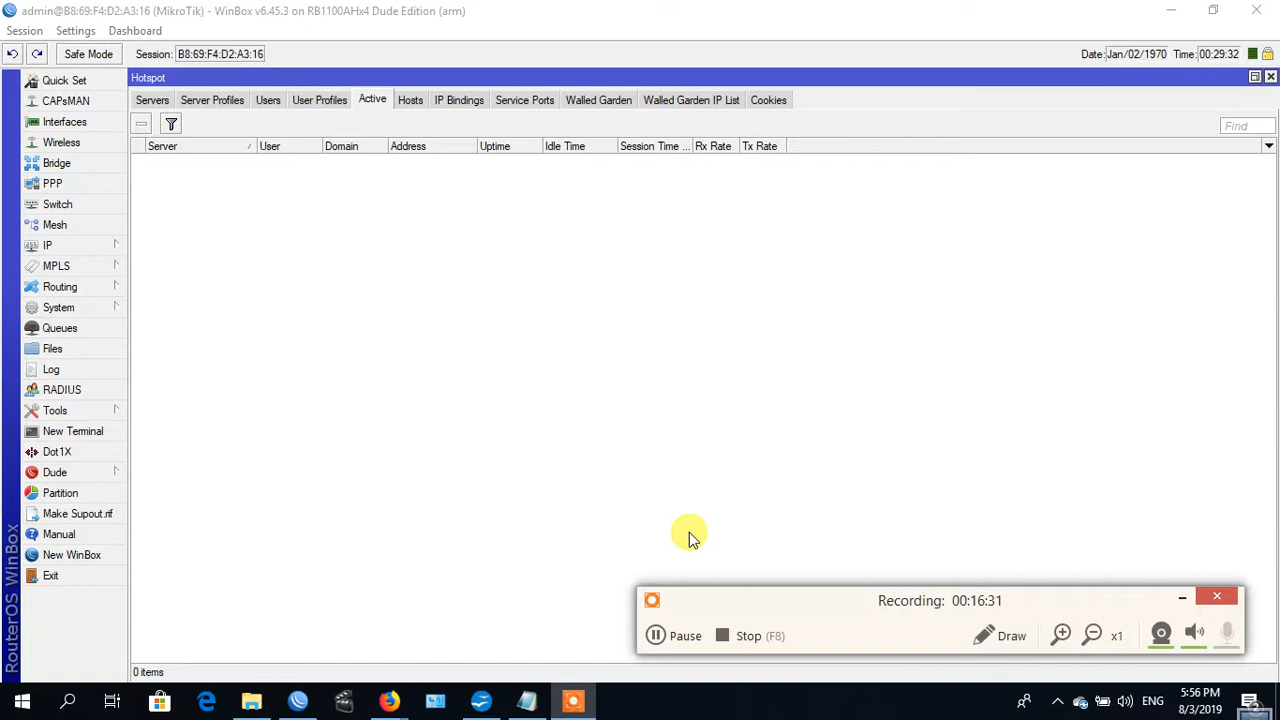 admin@B8:69:F4:D2:A3:16 (MikroTik) - WinBox v6.45.3 on RB1100AHx4 Dude Edition (arm)
Session Settings Dashboard
Safe Mode Session: B8:69:F4:D2:A3:16 Date: Jan/02/1970 Time: 00:29:32
Quick Set
CAPsMAN
Interfaces
Wireless
Bridge
PPP
Switch
Mesh
IP
MPLS
Routing
System
Queues
Files
Log
RADIUS
Tools
New Terminal
Dot1X
Dude
Partition
Make Supout.rif
Manual
New WinBox
Exit
RouterOS WinBox
Hotspot
Servers Server Profiles Users User Profiles Active Hosts IP Bindings Service Ports Walled Garden Walled Garden IP List Cookies
Find
Server User Domain Address Uptime Idle Time Session Time ... Rx Rate Tx Rate
Recording: 00:16:31
Pause Stop (F8) Draw x1
0 items
ENG 5:56 PM
8/3/2019
2